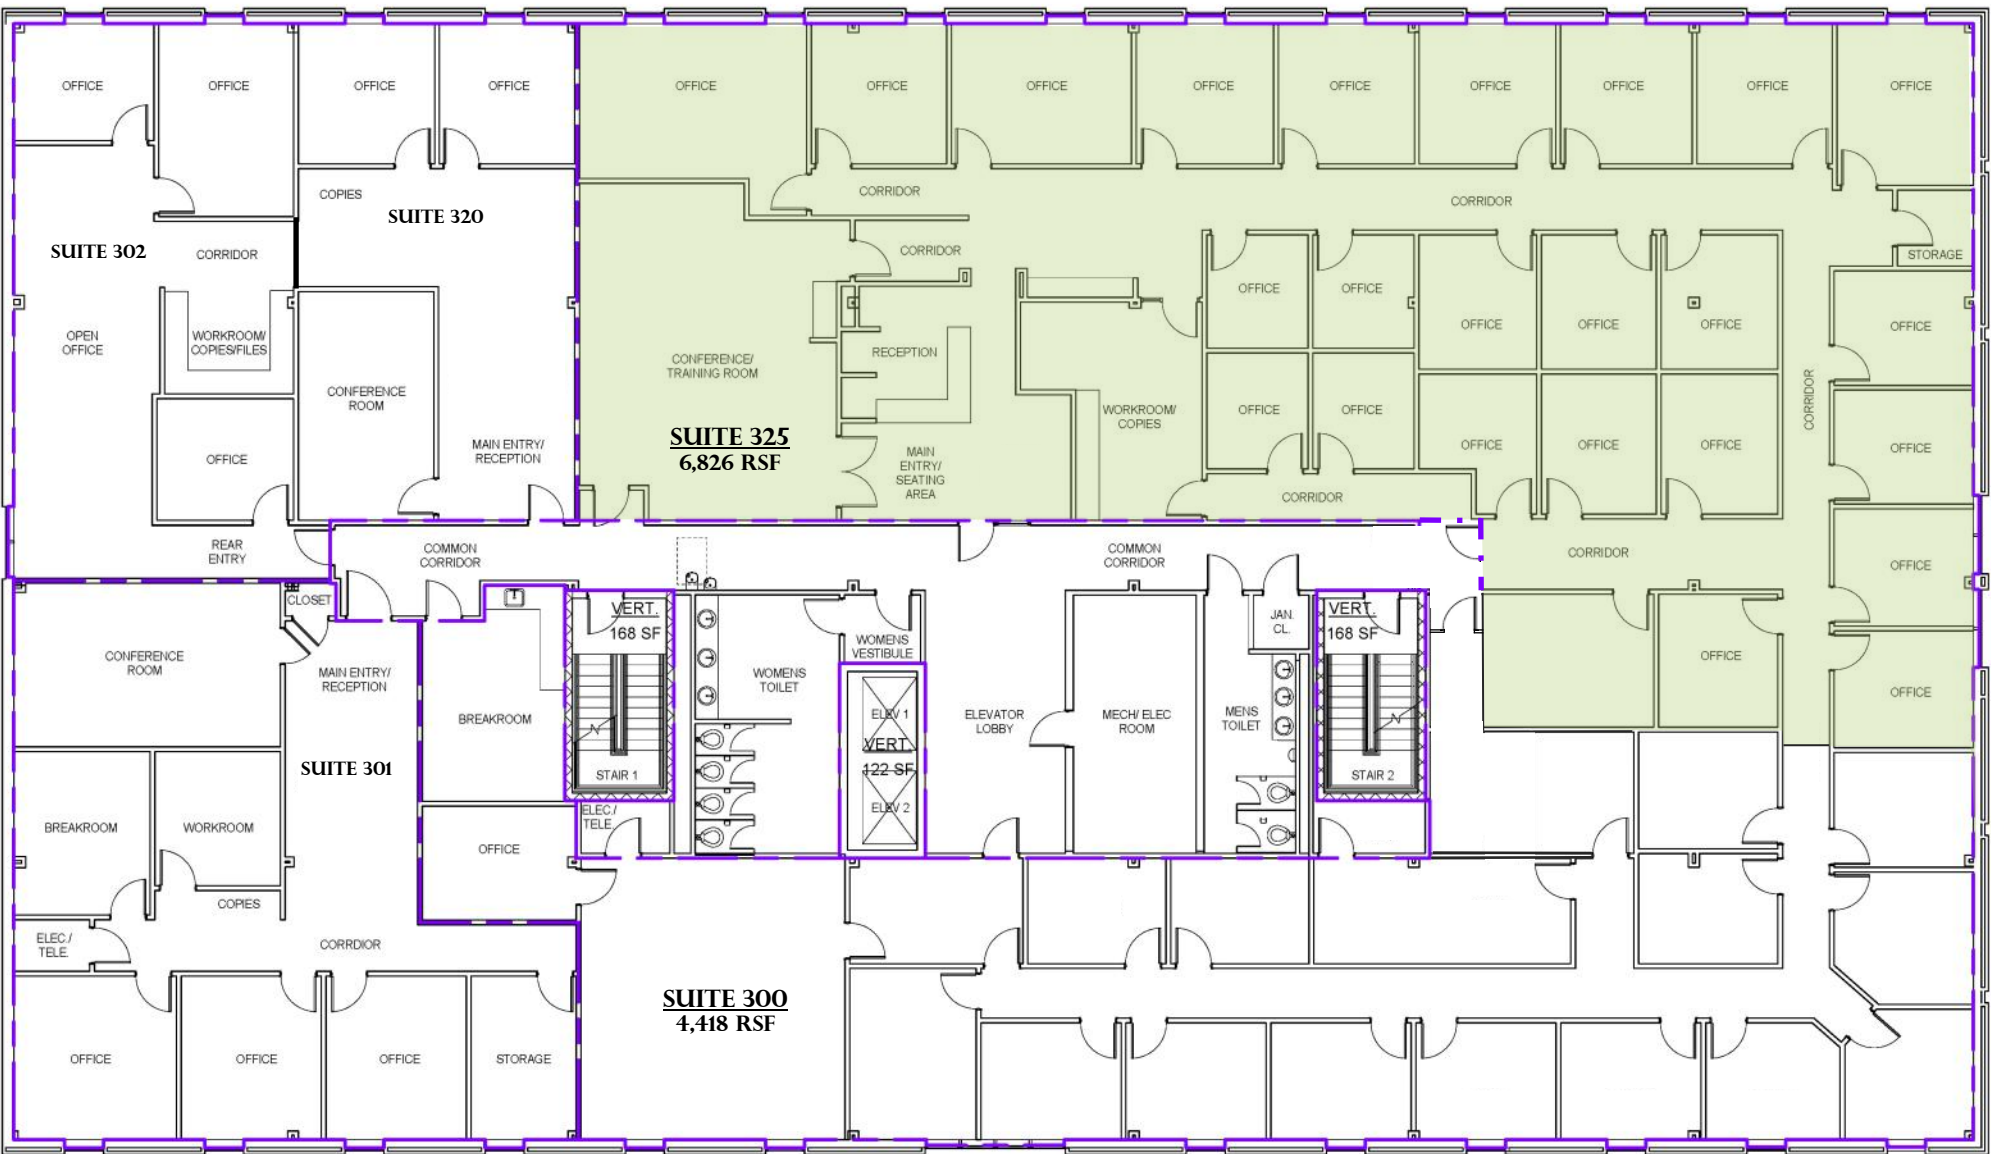 OFFICE
OFFICE
OFFICE
OFFICE
OFFICE
OFFICE
OFFICE
OFFICE
OFFICE
OFFICE
OFFICE
OFFICE
OFFICE
COPIES
SUITE 320
CORRIDOR
CORRIDOR
SUITE 302
CORRIDOR
CORRIDOR
STORAGE
OFFICE
OFFICE
OPEN
OFFICE
WORKROOM/
COPIES/FILES
OFFICE
OFFICE
OFFICE
OFFICE
RECEPTION
CONFERENCE/
TRAINING ROOM
CONFERENCE
ROOM
CORRIDOR
WORKROOM/
COPIES
OFFICE
OFFICE
SUITE 325
6,826 RSF
MAIN ENTRY/
RECEPTION
OFFICE
OFFICE
OFFICE
OFFICE
OFFICE
MAIN
ENTRY/
SEATING
AREA
CORRIDOR
REAR
ENTRY
COMMON
CORRIDOR
COMMON
CORRIDOR
CORRIDOR
OFFICE
CLOSET
VERT.
168 SF
VERT.
168 SF
JAN.
CL.
WOMENS
VESTIBULE
CONFERENCE
ROOM
MAIN ENTRY/
RECEPTION
WOMENS
TOILET
OFFICE
OFFICE
BREAKROOM
ELEV 1
ELEVATOR
LOBBY
MECH/ ELEC
ROOM
MENS
TOILET
VERT.
122 SF
SUITE 301
STAIR 1
STAIR 2
ELEV 2
ELEC./
TELE.
BREAKROOM
WORKROOM
OFFICE
COPIES
ELEC./
TELE.
CORRDIOR
SUITE 300
4,418 RSF
OFFICE
OFFICE
OFFICE
STORAGE